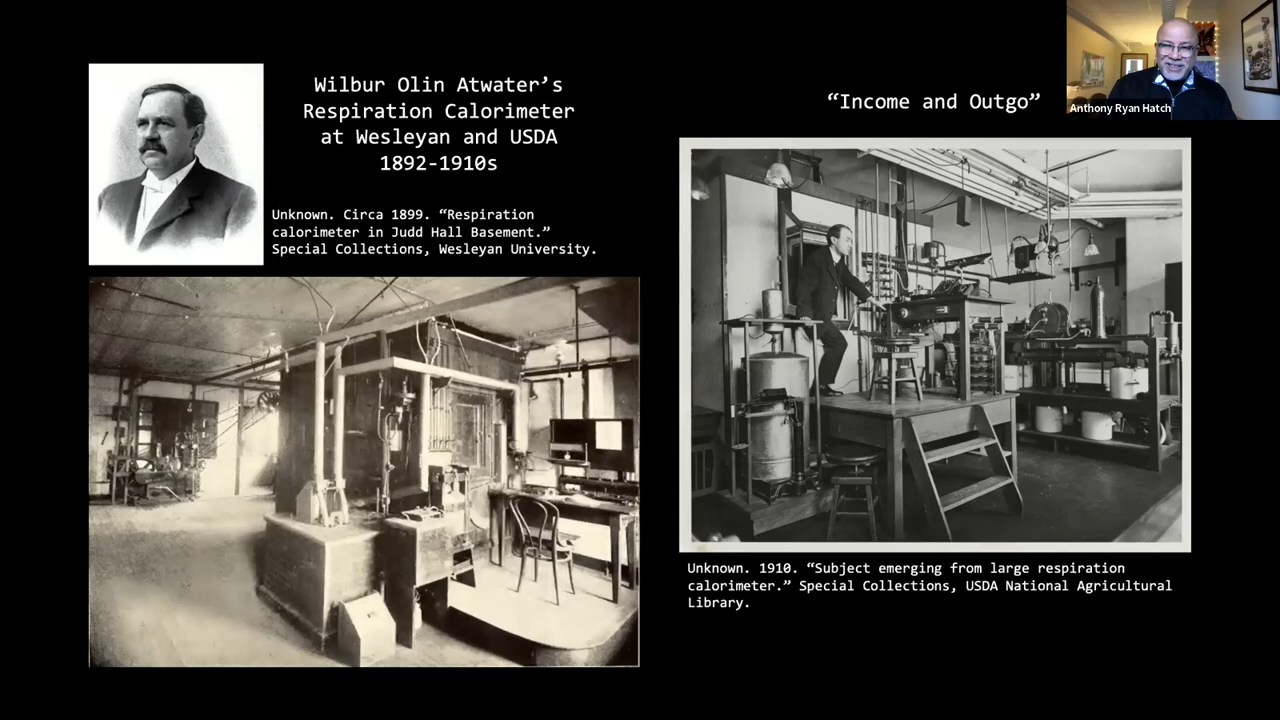 Wilbur Olin Atwater’s
Respiration Calorimeter
at Wesleyan and USDA
1892-1910s
Unknown. Circa 1899. “Respiration
calorimeter in Judd Hall Basement.”
Special Collections, Wesleyan University.
“Income and Outgo”
Anthony Ryan Hatch
Unknown. 1910. “Subject emerging from large respiration
calorimeter.” Special Collections, USDA National Agricultural
Library.